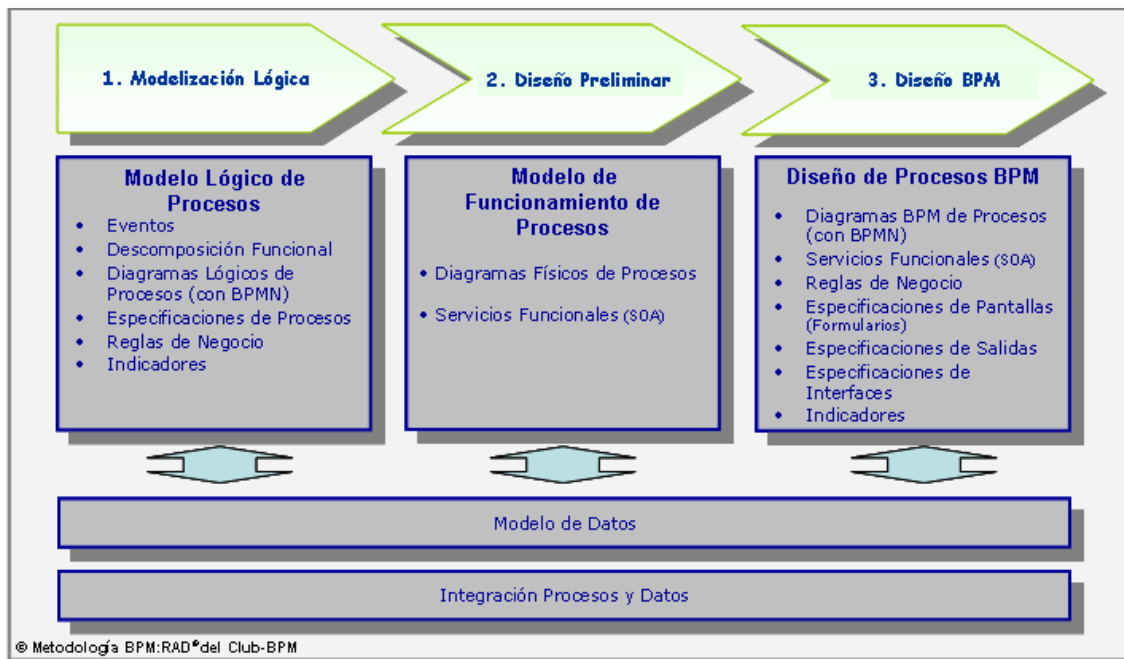 1. Modelización Lógica
2. Diseño Preliminar
3. Diseño BPM
Modelo Lógico de
Procesos
• Eventos
• Descomposición Funcional
• Diagramas Lógicos de
Procesos (con BPMN)
• Especificaciones de Procesos
• Reglas de Negocio
• Indicadores
Modelo de
Funcionamiento de
Procesos
• Diagramas Físicos de Procesos
• Servicios Funcionales (SOA)
Diseño de Procesos BPM
• Diagramas BPM de Procesos
(con BPMN)
• Servicios Funcionales (SOA)
• Reglas de Negocio
• Especificaciones de Pantallas
(Formularios)
• Especificaciones de Salidas
• Especificaciones de
Interfaces
• Indicadores
Modelo de Datos
Integración Procesos y Datos
© Metodología BPM:RAD® del Club-BPM